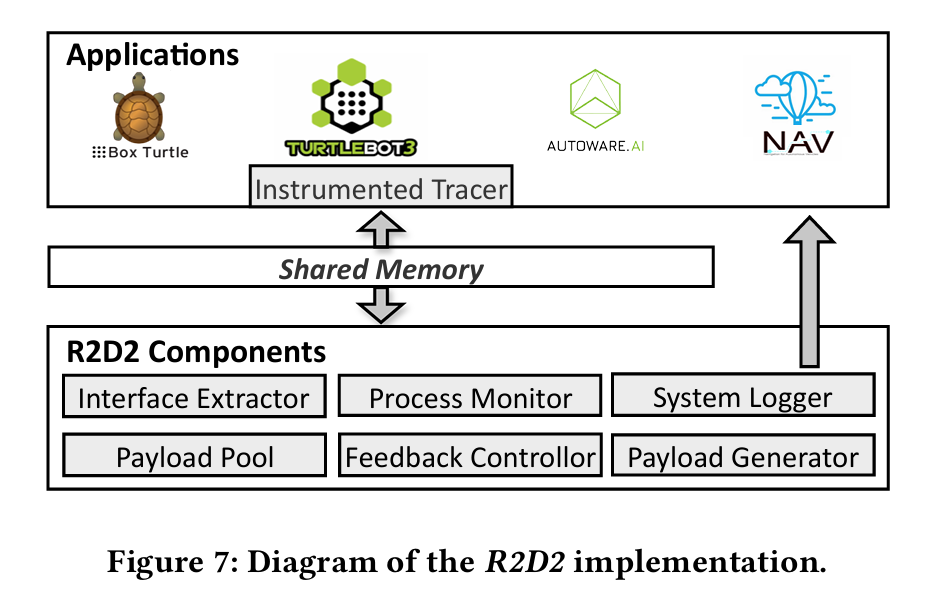 Applications
Box Turtle
TURTLEBOT3
AUTOWARE.AI
NAV
Instrumented Tracer
Shared Memory
R2D2 Components
Interface Extractor
Process Monitor
System Logger
Payload Pool
Feedback Controllor
Payload Generator
Figure 7: Diagram of the R2D2 implementation.